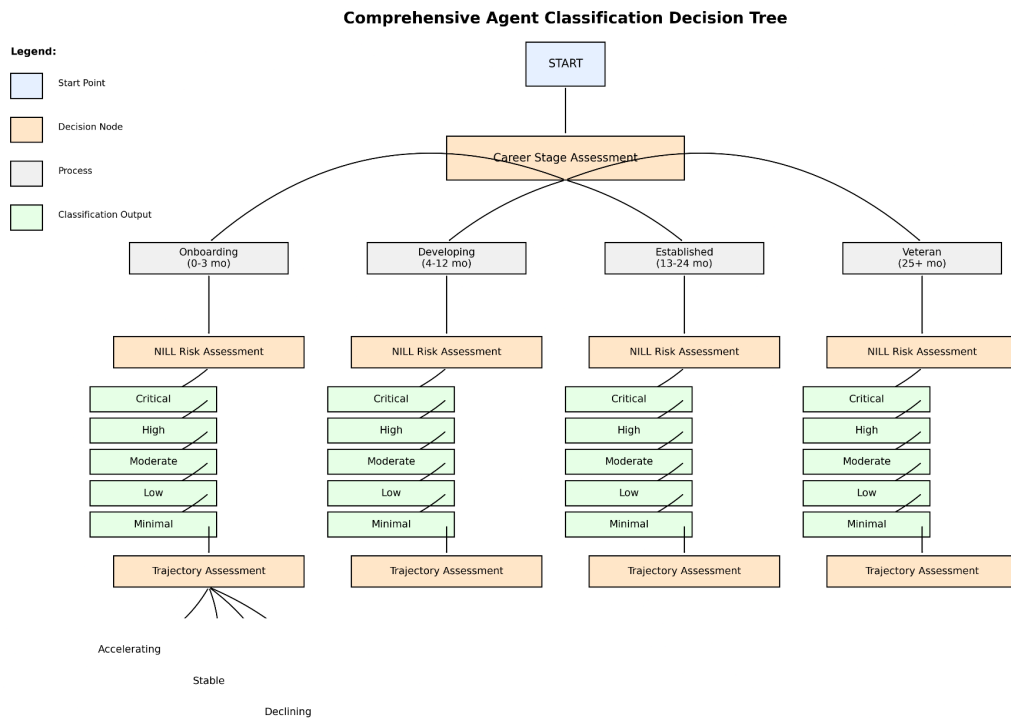 Comprehensive Agent Classification Decision Tree
Legend:
Start Point
Decision Node
Process
Classification Output
START
Career Stage Assessment
Onboarding
(0-3 mo)
Developing
(4-12 mo)
Established
(13-24 mo)
Veteran
(25+ mo)
NILL Risk Assessment
NILL Risk Assessment
NILL Risk Assessment
NILL Risk Assessment
Critical
Critical
Critical
Critical
High
High
High
High
Moderate
Moderate
Moderate
Moderate
Low
Low
Low
Low
Minimal
Minimal
Minimal
Minimal
Trajectory Assessment
Trajectory Assessment
Trajectory Assessment
Trajectory Assessment
Accelerating
Stable
Declining